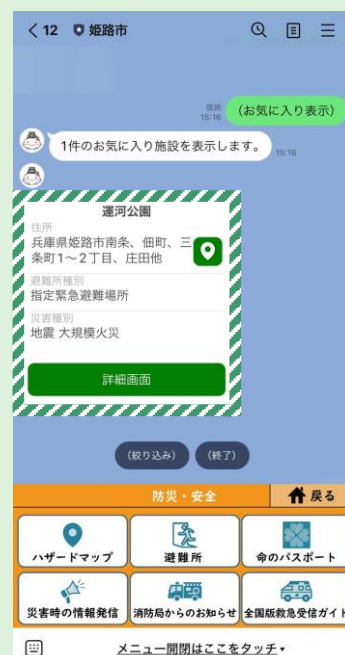 < 12 姫路市
既読
15:16
(お気に入り表示)
1件のお気に入り施設を表示します。
15:16
運河公園
住所
兵庫県姫路市南条、佃町、三
条町1〜2丁目、庄田他
避難所種別
指定緊急避難場所
災害種別
地震 大規模火災
詳細画面
(絞り込み) (終了)
防災・安全 戻る
ハザードマップ 避難所 命のパスポート
災害時の情報発信 消防局からのお知らせ 全国版救急受信ガイド
メニュー開閉はここをタッチ▾